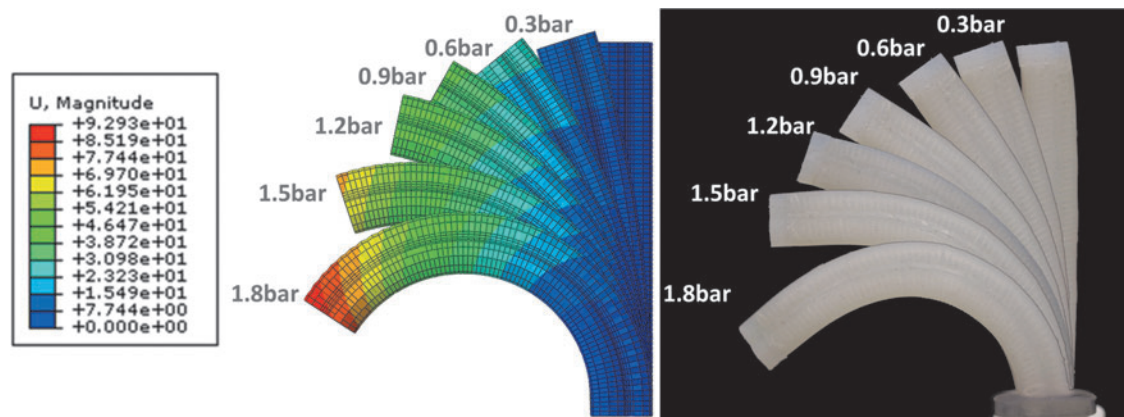 U, Magnitude
+9.293e+01
+8.519e+01
+7.744e+01
+6.970e+01
+6.195e+01
+5.421e+01
+4.647e+01
+3.872e+01
+3.098e+01
+2.323e+01
+1.549e+01
+7.744e+00
+0.000e+00
0.3bar
0.6bar
0.9bar
1.2bar
1.5bar
1.8bar
0.3bar
0.6bar
0.9bar
1.2bar
1.5bar
1.8bar